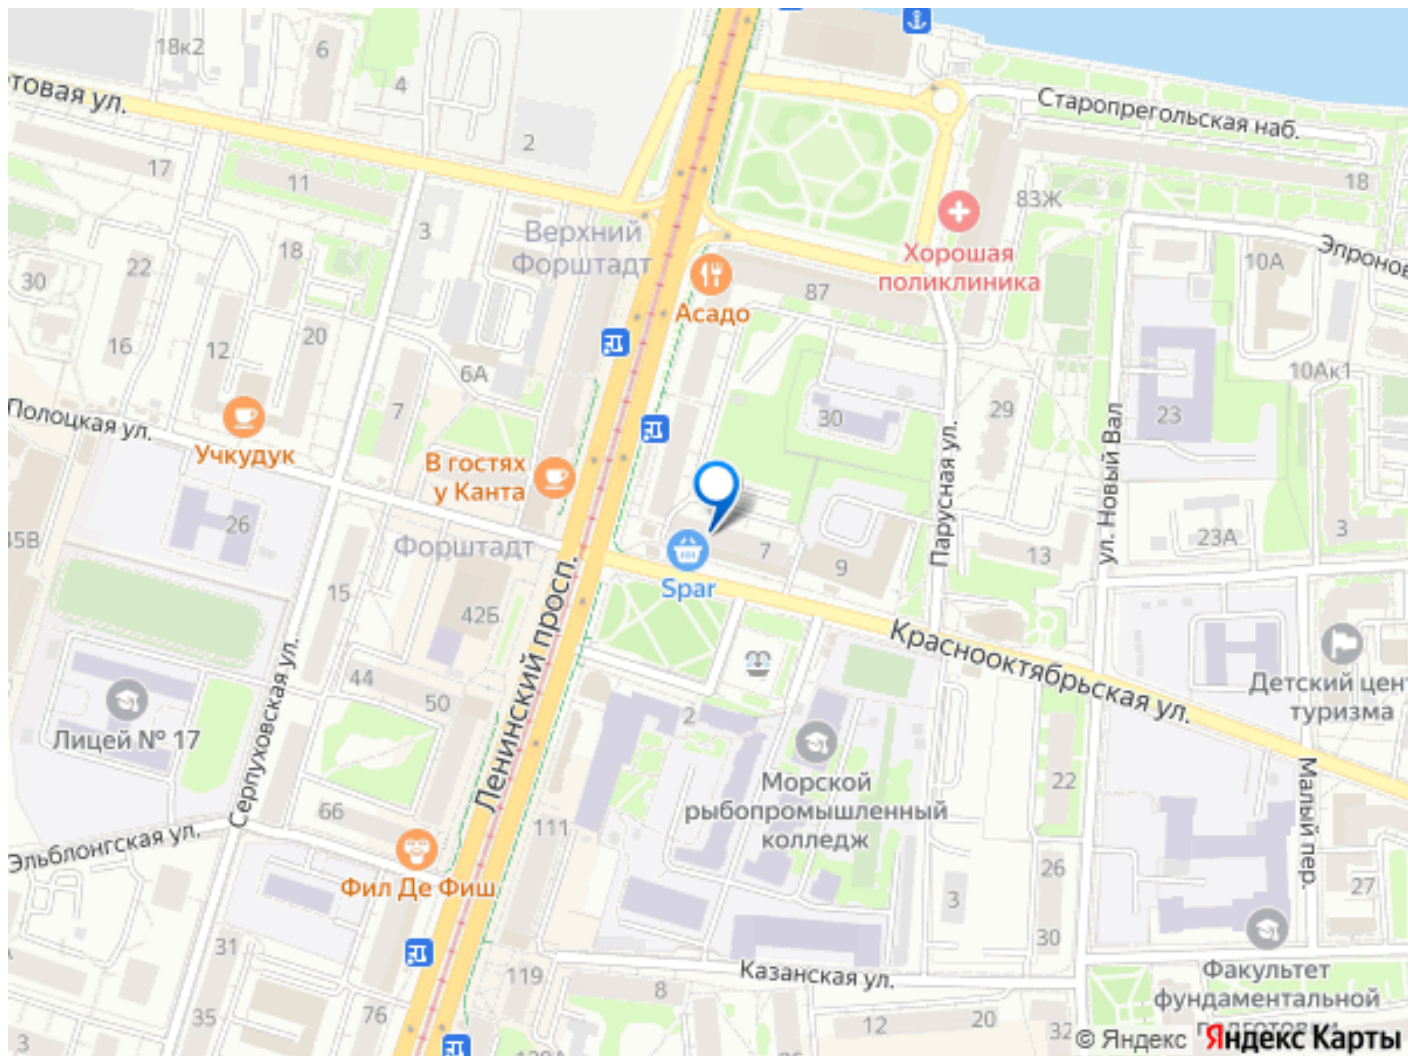 18к2
6
4
товая ул.
2
Старопрегольская наб.
17
11
18
83Ж
3
Верхний
Форштадт
18
Эпронов
22
30
Хорошая
поликлиника
10А
87
Асадо
20
16
12
6А
10Ак1
7
29
23
30
Полоцкая ул.
Учкудук
В гостях
у Канта
Парусная ул.
ул. Новый Вал
26
45В
Форштадт
7
9
13
23А
3
Spar
15
42Б
Ленинский просп.
Краснооктябрьская ул.
44
50
2
Детский цен
туризма
Лицей № 17
Серпуховская ул.
Морской
рыбопромышленный
колледж
22
Малый пер.
66
111
Эльблонгская ул.
26
27
Фил Де Фиш
3
31
30
119
Казанская ул.
8
Факультет
фундаментальной
подготовки
35
76
12
20
32
3
© Яндекс Яндекс Карты